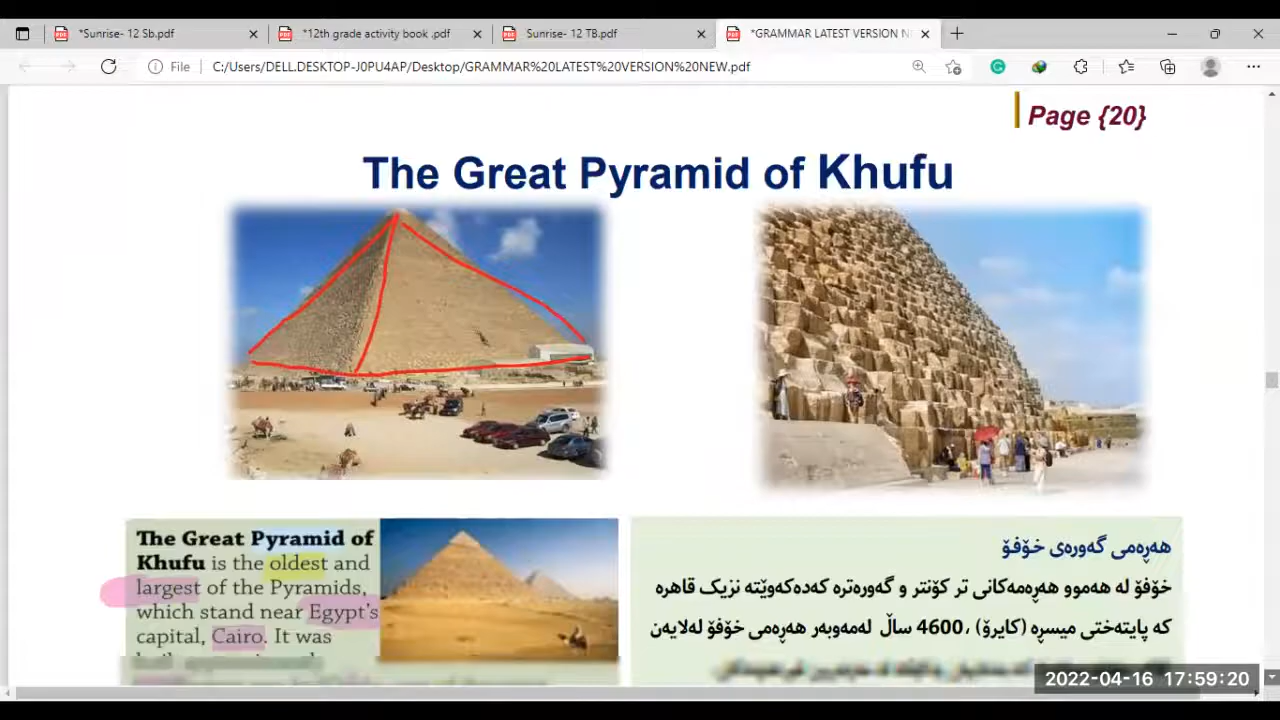 *Sunrise- 12 Sb.pdf
*12th grade activity book .pdf
Sunrise- 12 TB.pdf
*GRAMMAR LATEST VERSION N
File
C:/Users/DELL.DESKTOP-J0PU4AP/Desktop/GRAMMAR%20LATEST%20VERSION%20NEW.pdf
Page {20}
The Great Pyramid of Khufu
The Great Pyramid of
Khufu is the oldest and
largest of the Pyramids,
which stand near Egypt's
capital, Cairo. It was
هەڕەمی گەورەی خۆفۆ
خۆفۆ لە هەموو هەڕەمەکانی تر کۆنتر و گەورەترە کەدەکەوێتە نزیک قاهرە
کە پایتەختی میسڕە (کایرۆ) ،4600 ساڵ لەمەوبەر هەڕەمی خۆفۆ لەلایەن
2022-04-16 17:59:20